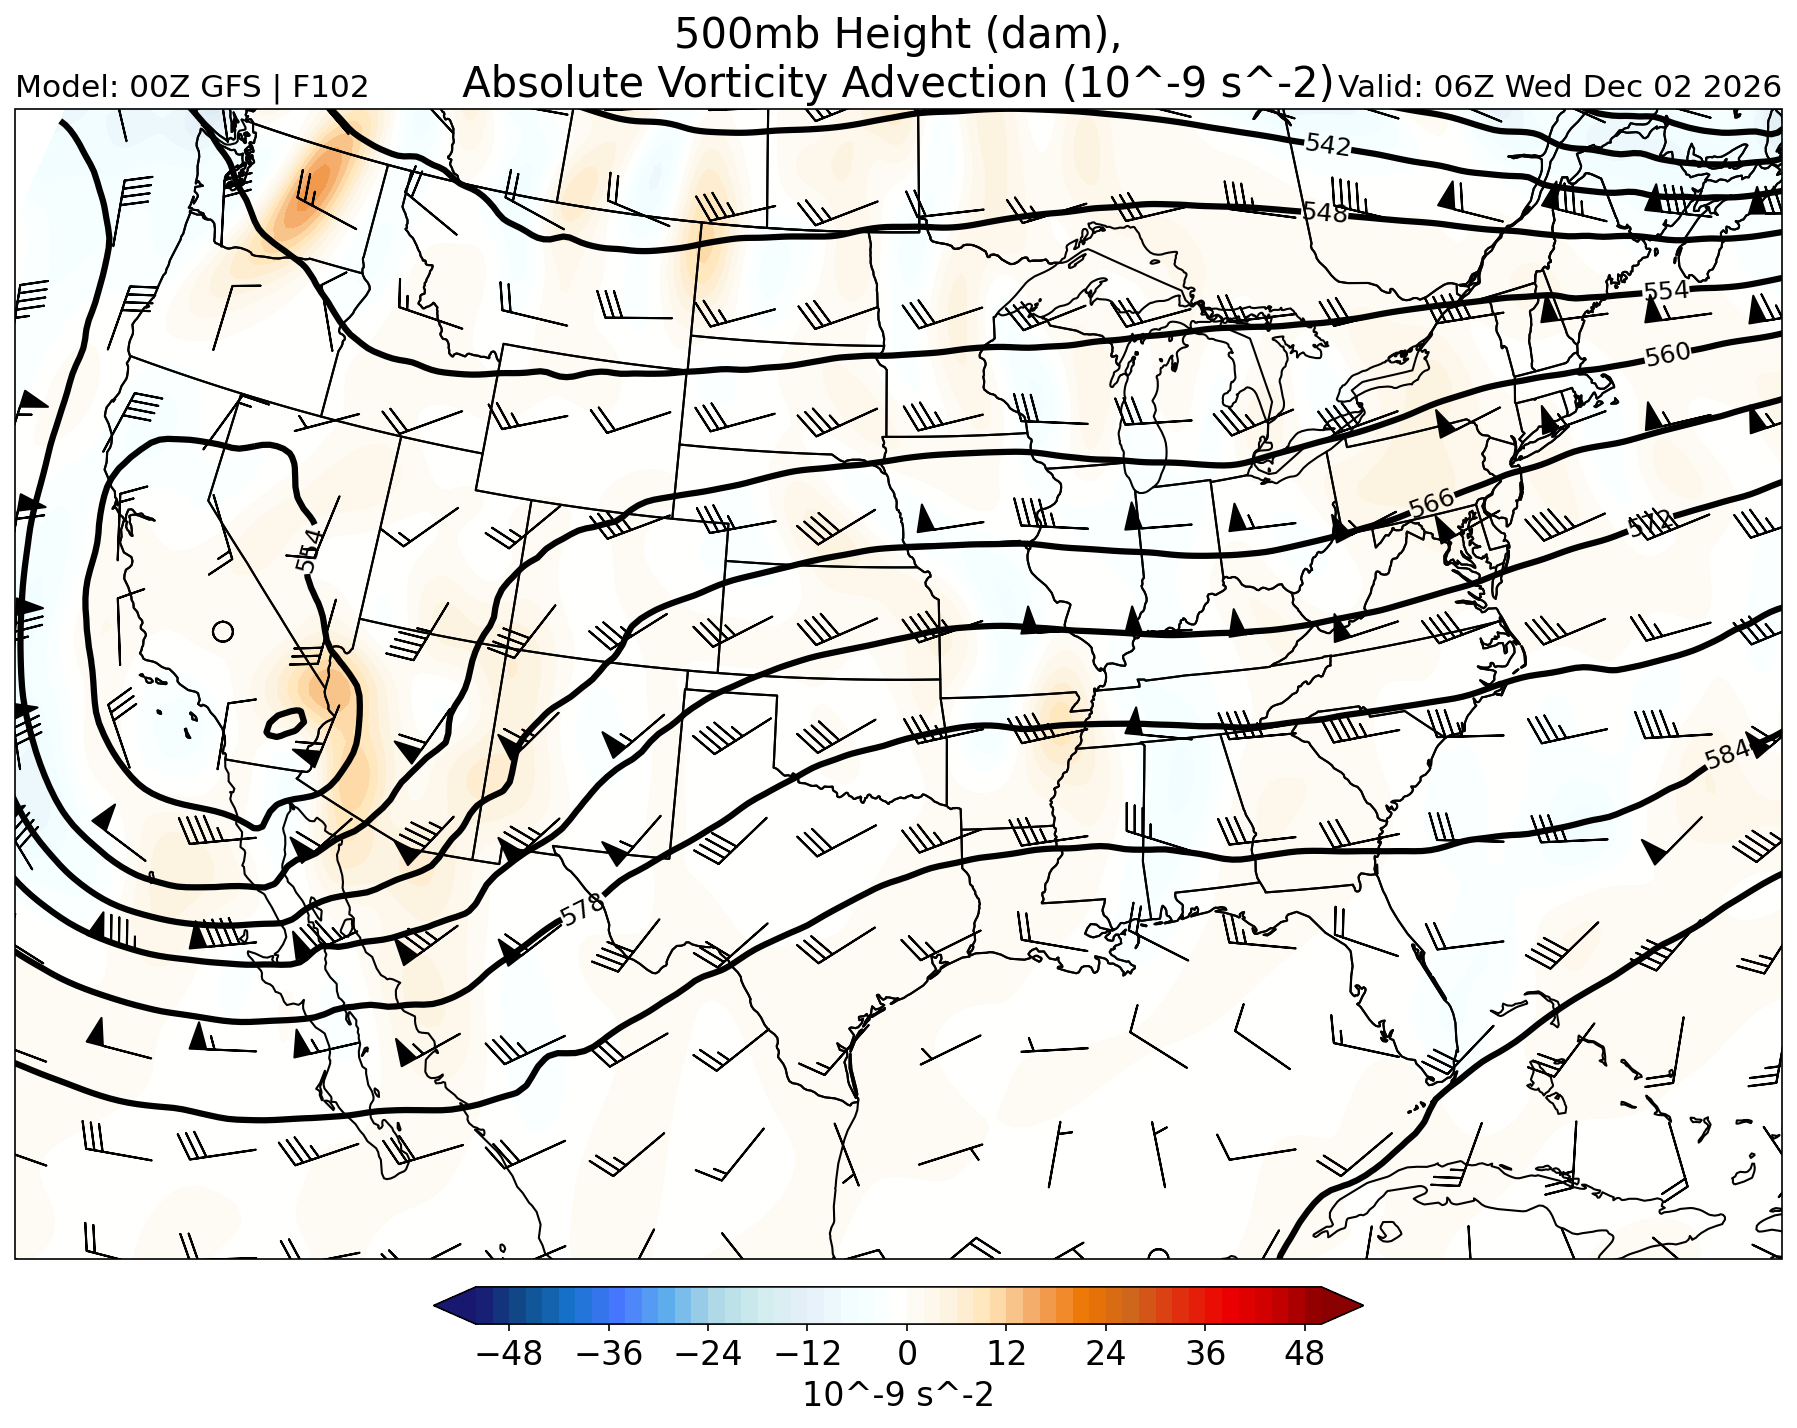 500mb Height (dam),
Model: 00Z GFS | F102
Absolute Vorticity Advection (10^-9 s^-2)
Valid: 06Z Wed Dec 02 2026
542
548
554
560
566
572
554
578
584
−48 −36 −24 −12 0 12 24 36 48
10^-9 s^-2